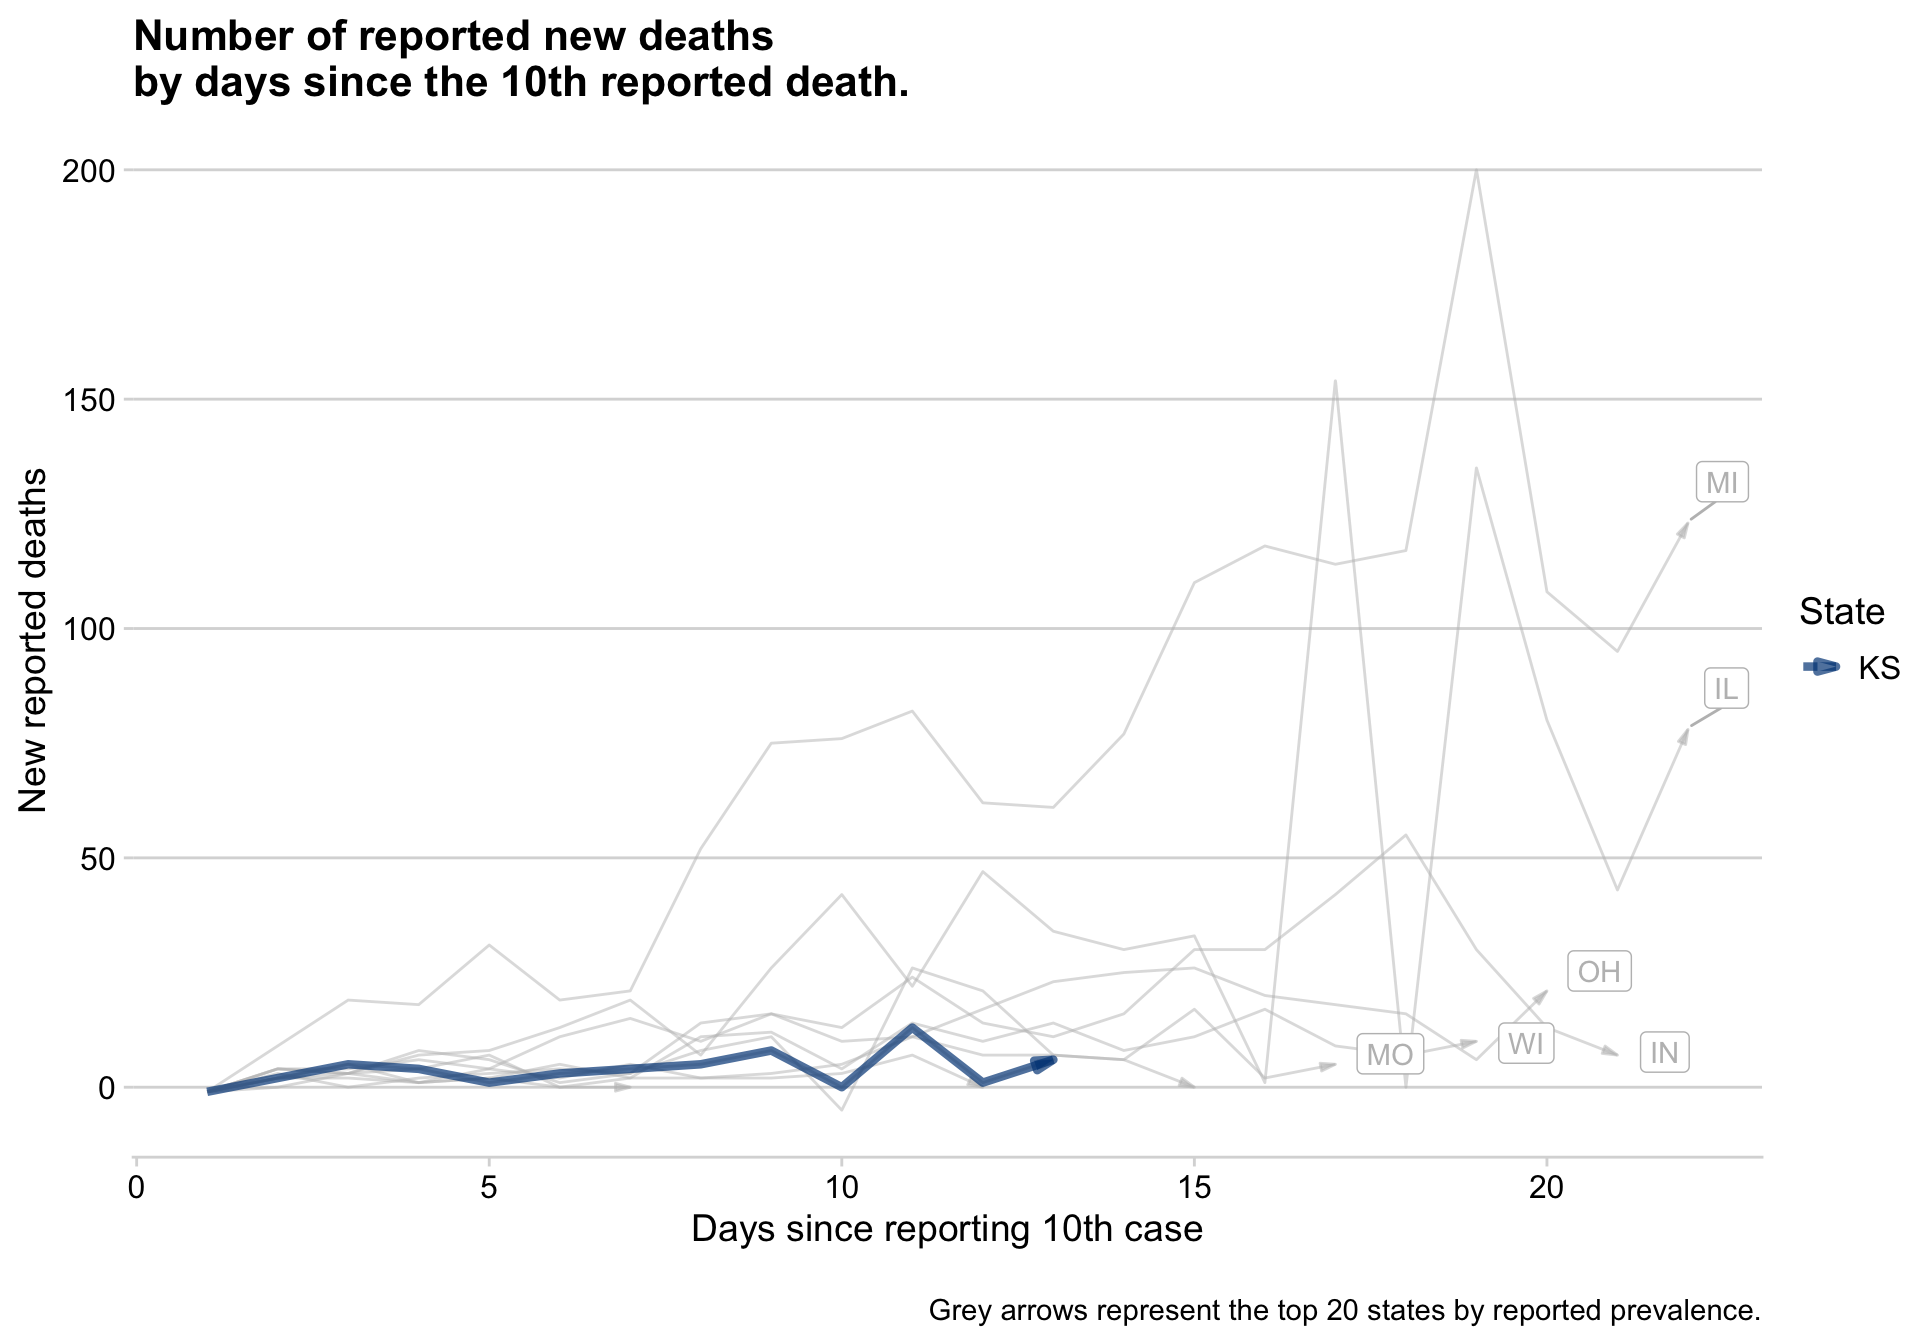 Number of reported new deaths
by days since the 10th reported death.
200
150
100
50
0
New reported deaths
MI
IL
OH
WI
IN
MO
State
KS
0 5 10 15 20
Days since reporting 10th case
Grey arrows represent the top 20 states by reported prevalence.